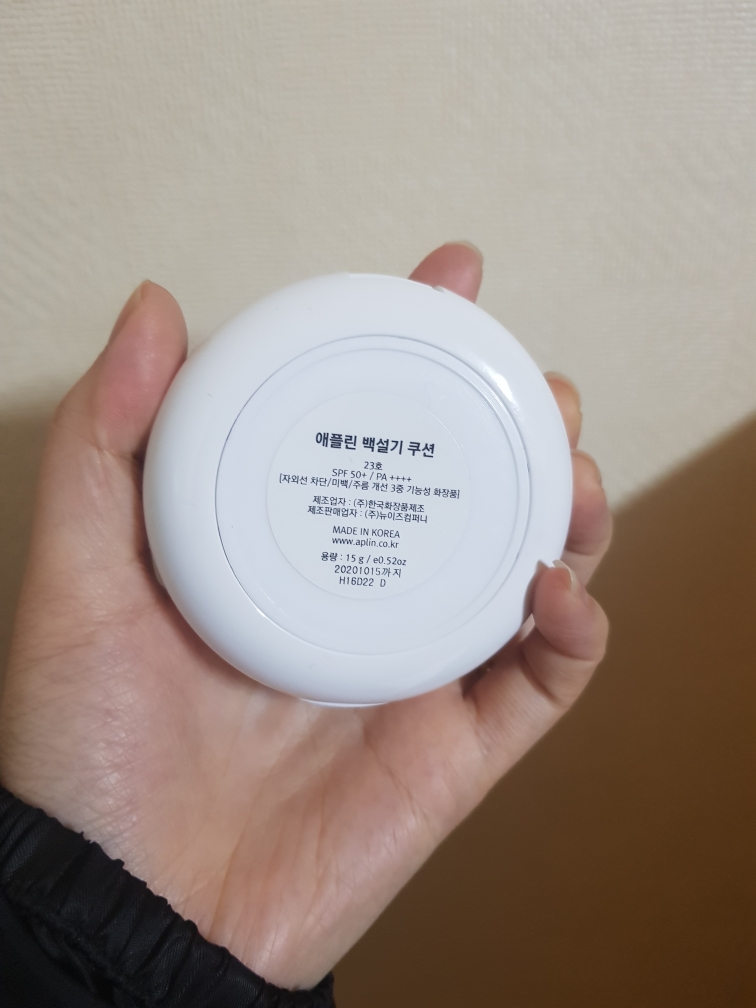 애플린 백설기 쿠션
23호
SPF 50+ / PA ++++
[자외선 차단/미백/주름 개선 3중 기능성 화장품]
제조업자 : (주)한국화장품제조
제조판매업자 : (주)뉴이즈컴퍼니
MADE IN KOREA
www.aplin.co.kr
용량 : 15 g / e0.52oz
20201015까지
H16D22 D